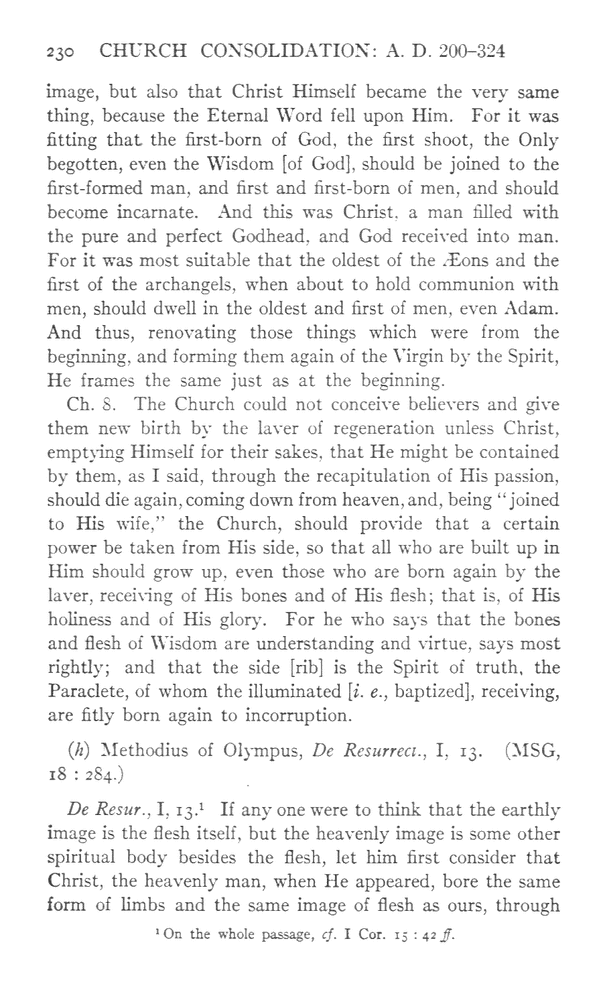 230 CHURCH CONSOLIDATION: A. D. 200–324
image, but also that Christ Himself became the very same
thing, because the Eternal Word fell upon Him. For it was
fitting that the first-born of God, the first shoot, the Only
begotten, even the Wisdom [of God], should be joined to the
first-formed man, and first and first-born of men, and should
become incarnate. And this was Christ, a man filled with
the pure and perfect Godhead, and God received into man.
For it was most suitable that the oldest of the Æons and the
first of the archangels, when about to hold communion with
men, should dwell in the oldest and first of men, even Adam.
And thus, renovating those things which were from the
beginning, and forming them again of the Virgin by the Spirit,
He frames the same just as at the beginning.
Ch. 8. The Church could not conceive believers and give
them new birth by the laver of regeneration unless Christ,
emptying Himself for their sakes, that He might be contained
by them, as I said, through the recapitulation of His passion,
should die again, coming down from heaven, and, being “joined
to His wife,” the Church, should provide that a certain
power be taken from His side, so that all who are built up in
Him should grow up, even those who are born again by the
laver, receiving of His bones and of His flesh; that is, of His
holiness and of His glory. For he who says that the bones
and flesh of Wisdom are understanding and virtue, says most
rightly; and that the side [rib] is the Spirit of truth, the
Paraclete, of whom the illuminated [i. e., baptized], receiving,
are fitly born again to incorruption.
(h) Methodius of Olympus, De Resurrect., I, 13. (MSG,
18 : 284.)
De Resur., I, 13.¹ If any one were to think that the earthly
image is the flesh itself, but the heavenly image is some other
spiritual body besides the flesh, let him first consider that
Christ, the heavenly man, when He appeared, bore the same
form of limbs and the same image of flesh as ours, through
¹ On the whole passage, cf. I Cor. 15 : 42 ff.